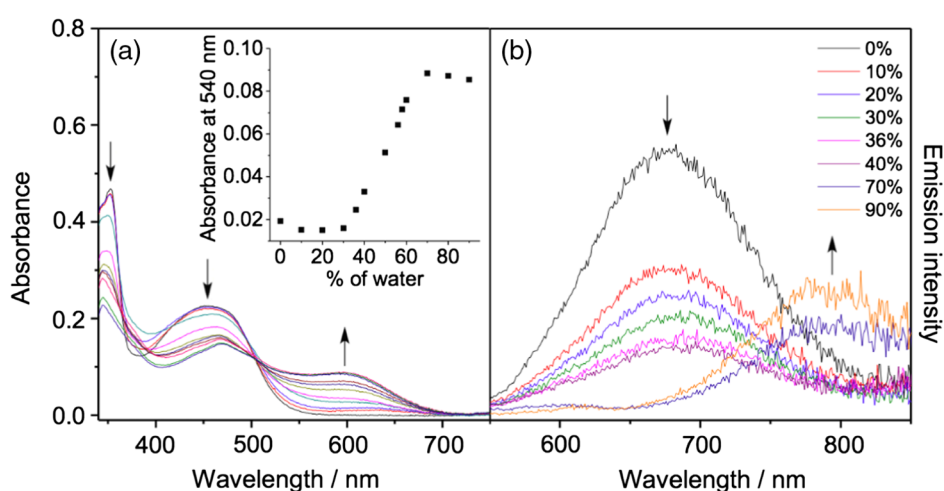 (a)
(b)
Absorbance
0.8
0.6
0.4
0.2
0.0
400 500 600 700
Wavelength / nm
Absorbance at 540 nm
0.10
0.08
0.06
0.04
0.02
0 20 40 60 80
% of water
0%
10%
20%
30%
36%
40%
70%
90%
Emission intensity
600 700 800
Wavelength / nm